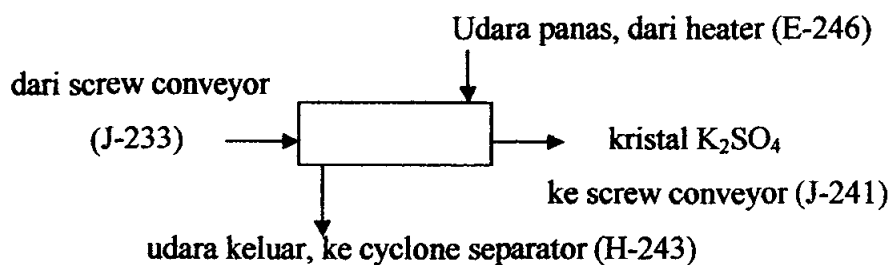 Udara panas, dari heater (E-246)
dari screw conveyor
(J-233)
kristal K₂SO₄
ke screw conveyor (J-241)
udara keluar, ke cyclone separator (H-243)